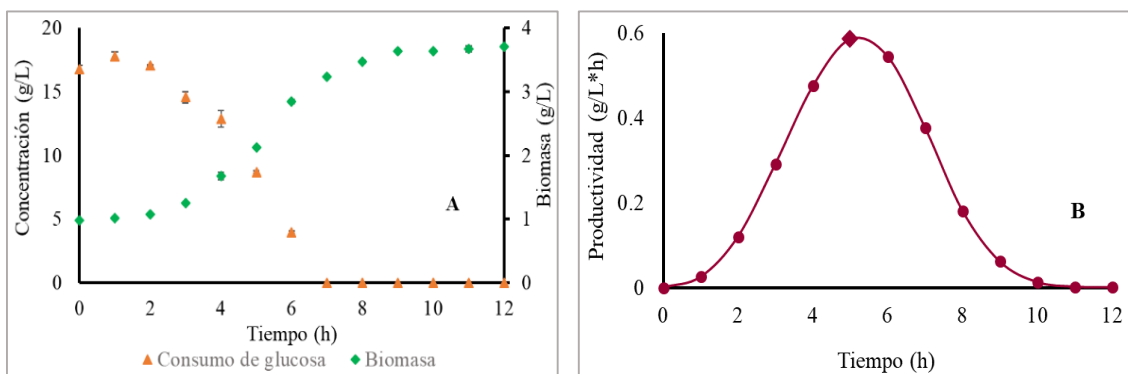 Concentración (g/L)
20
15
10
5
0
4
3
2
1
0
Biomasa (g/L)
A
0 2 4 6 8 10 12
Tiempo (h)
Consumo de glucosa Biomasa
Productividad (g/L*h)
0.6
0.4
0.2
0
B
0 2 4 6 8 10 12
Tiempo (h)